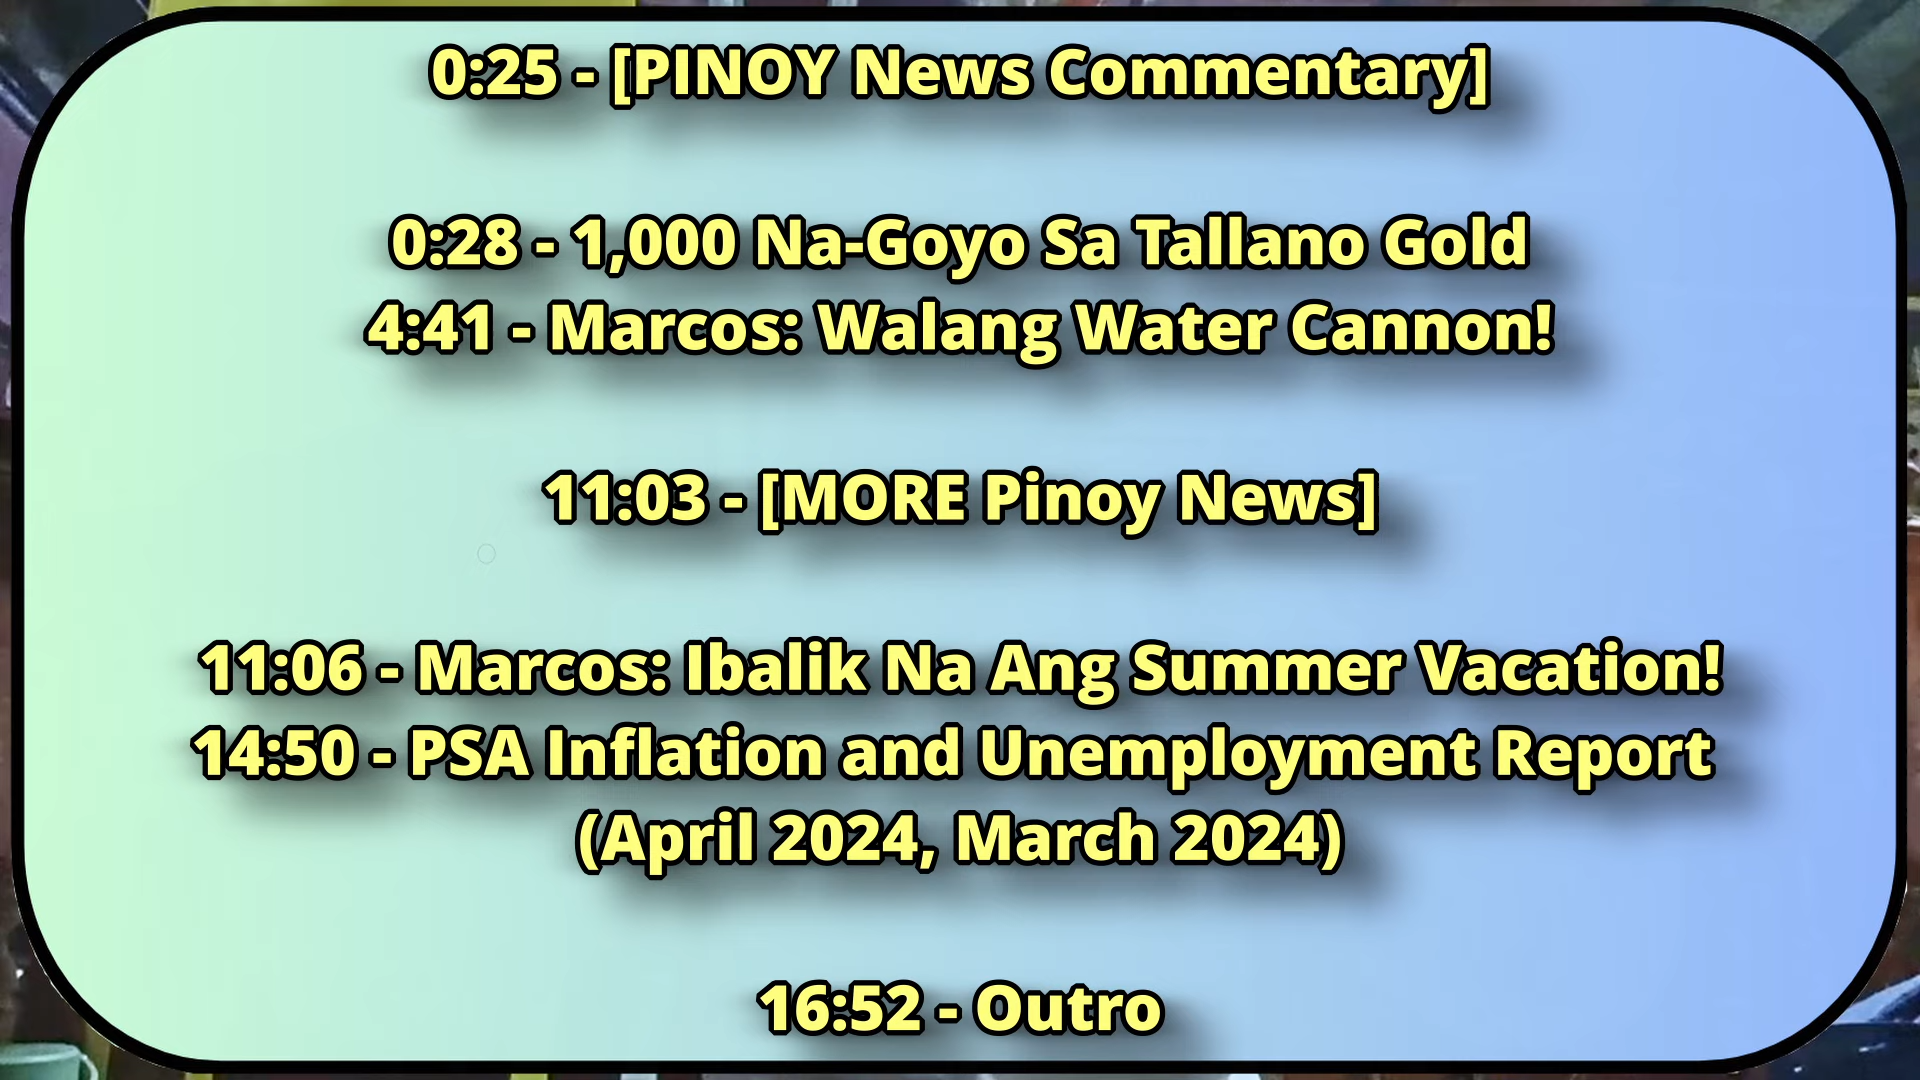 0:25 - [PINOY News Commentary]
0:28 - 1,000 Na-Goyo Sa Tallano Gold
4:41 - Marcos: Walang Water Cannon!
11:03 - [MORE Pinoy News]
11:06 - Marcos: Ibalik Na Ang Summer Vacation!
14:50 - PSA Inflation and Unemployment Report
(April 2024, March 2024)
16:52 - Outro